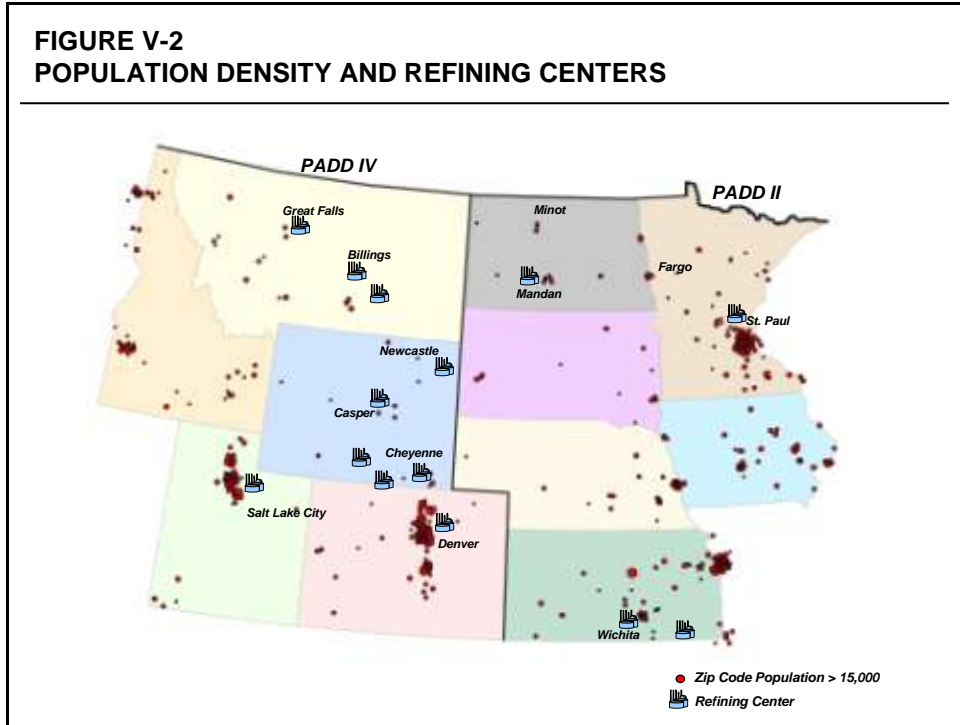 FIGURE V-2
POPULATION DENSITY AND REFINING CENTERS
PADD IV
PADD II
Great Falls
Minot
Billings
Fargo
Mandan
St. Paul
Newcastle
Casper
Cheyenne
Salt Lake City
Denver
Wichita
Zip Code Population > 15,000
Refining Center